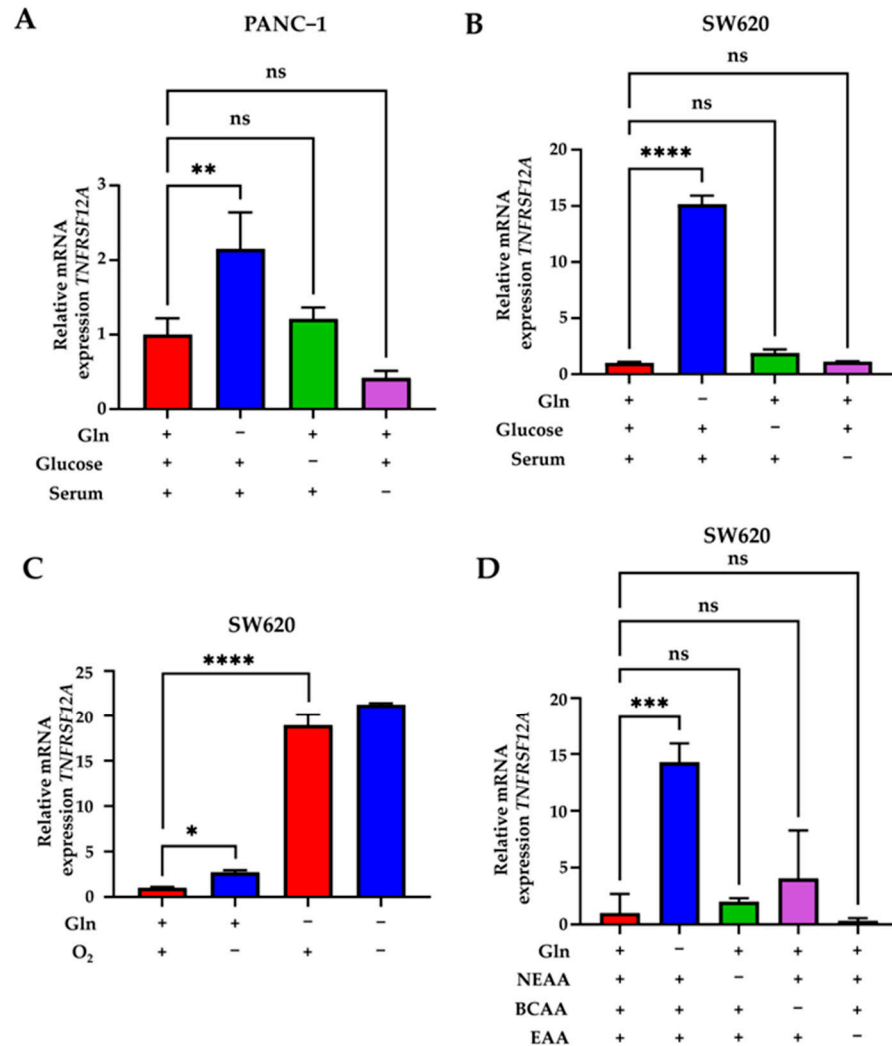 A
PANC–1
ns
ns
**
Relative mRNA
expression TNFRSF12A
3
2
1
0
Gln + − + +
Glucose + + − +
Serum + + + −
B
SW620
ns
ns
****
Relative mRNA
expression TNFRSF12A
20
15
10
5
0
Gln + − + +
Glucose + + − +
Serum + + + −
C
SW620
****
*
Relative mRNA
expression TNFRSF12A
25
20
15
10
5
0
Gln + + − −
O₂ + − + −
D
SW620
ns
ns
ns
***
Relative mRNA
expression TNFRSF12A
20
15
10
5
0
Gln + − + + +
NEAA + + − + +
BCAA + + + − +
EAA + + + + −